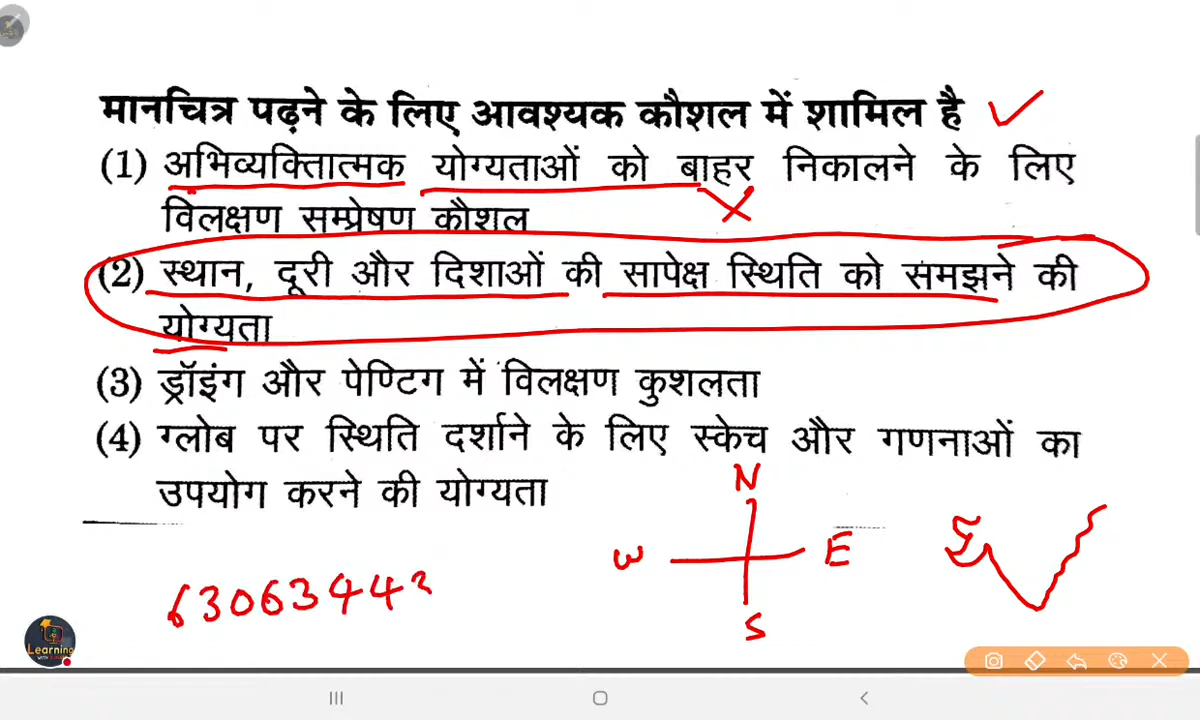 मानचित्र पढ़ने के लिए आवश्यक कौशल में शामिल है
(1) अभिव्यक्तिात्मक योग्यताओं को बाहर निकालने के लिए
विलक्षण सम्प्रेषण कौशल
(2) स्थान, दूरी और दिशाओं की सापेक्ष स्थिति को समझने की
योग्यता
(3) ड्रॉइंग और पेण्टिग में विलक्षण कुशलता
(4) ग्लोब पर स्थिति दर्शाने के लिए स्केच और गणनाओं का
उपयोग करने की योग्यता
N
W E
S
Learning